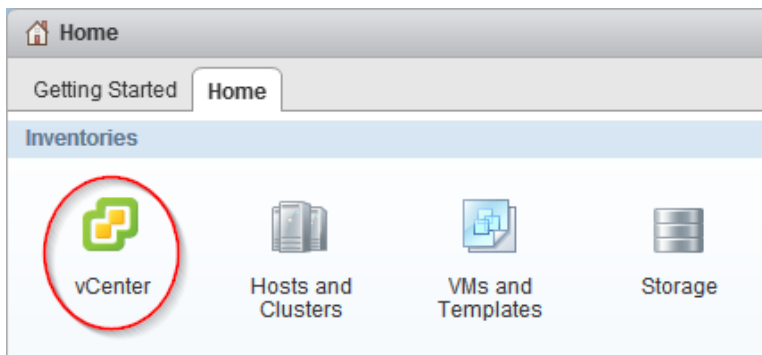 Home
Getting Started Home
Inventories
vCenter
Hosts and
Clusters
VMs and
Templates
Storage